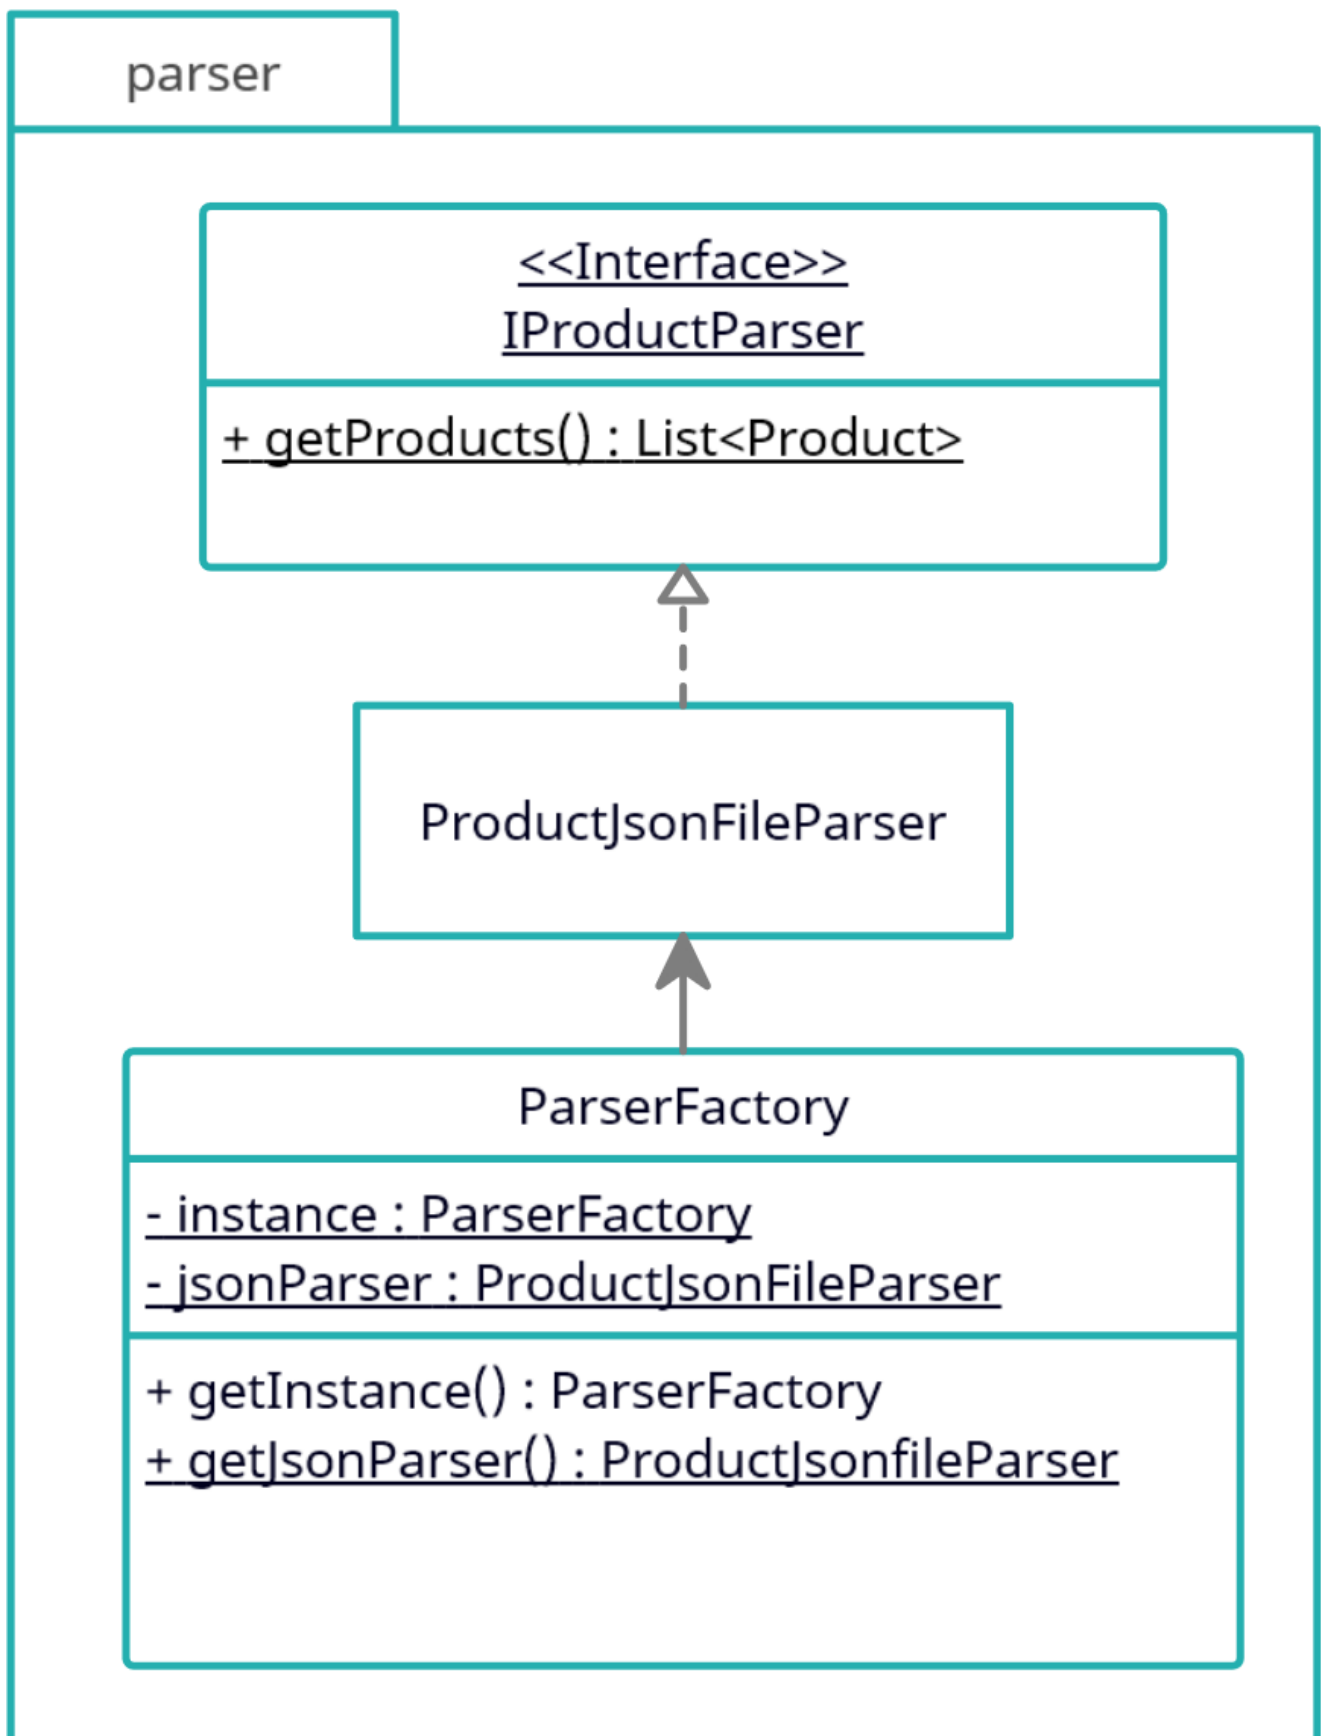 parser
<<Interface>>
IProductParser
+ getProducts() : List<Product>
ProductJsonFileParser
ParserFactory
- instance : ParserFactory
- jsonParser : ProductJsonFileParser
+ getInstance() : ParserFactory
+ getJsonParser() : ProductJsonfileParser